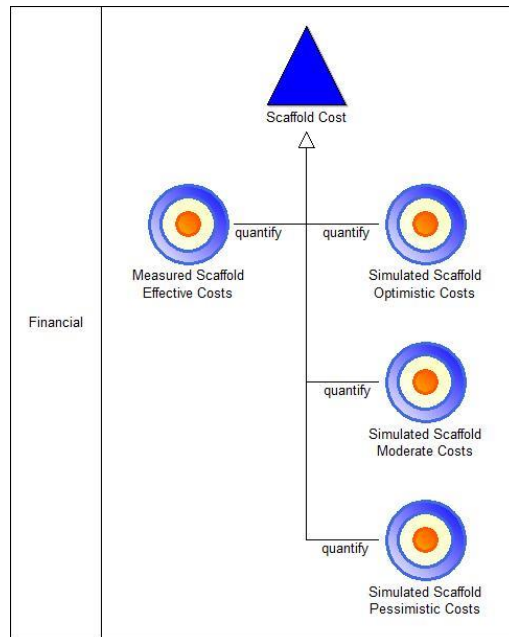 Scaffold Cost
quantify
quantify
Measured Scaffold
Effective Costs
Simulated Scaffold
Optimistic Costs
Financial
quantify
Simulated Scaffold
Moderate Costs
quantify
Simulated Scaffold
Pessimistic Costs